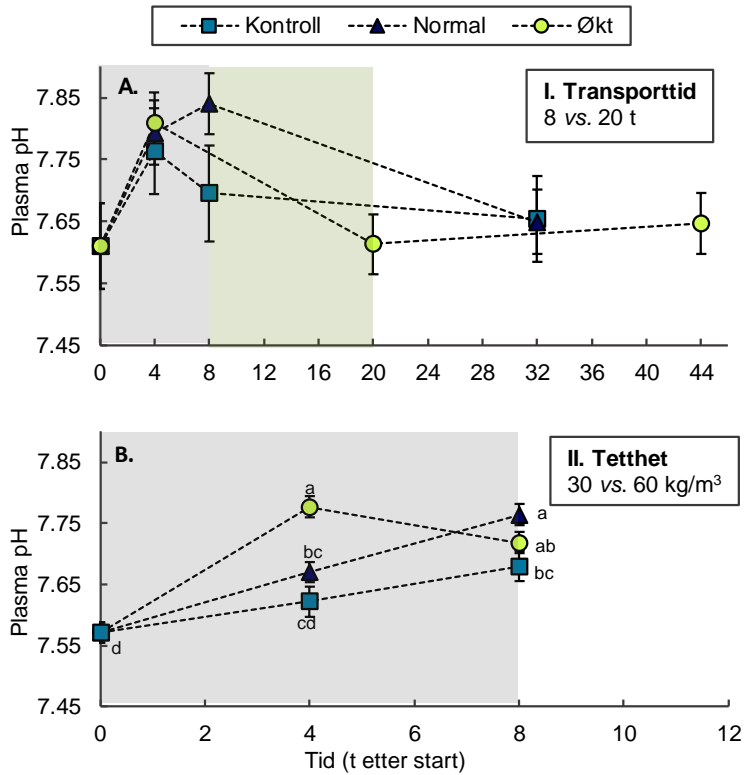 Kontroll Normal Økt
A.
I. Transporttid
8 vs. 20 t
Plasma pH
7.85
7.75
7.65
7.55
7.45
0 4 8 12 16 20 24 28 32 36 40 44
B.
II. Tetthet
30 vs. 60 kg/m³
Plasma pH
7.85
7.75
7.65
7.55
7.45
a
a
bc
ab
bc
cd
d
0 2 4 6 8 10 12
Tid (t etter start)